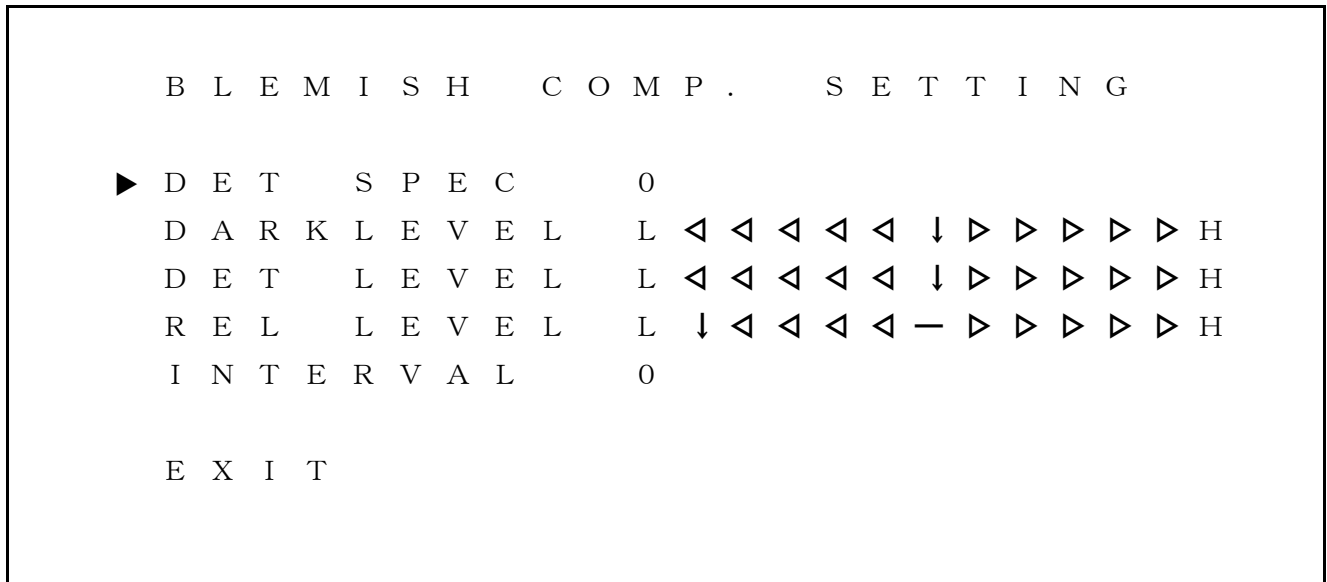 BLEMISH COMP. SETTING
▶DET SPEC 0
DARKLEVEL L◁◁◁◁◁↓▷▷▷▷▷H
DET LEVEL L◁◁◁◁◁↓▷▷▷▷▷H
REL LEVEL L↓◁◁◁◁―▷▷▷▷▷H
INTERVAL 0
EXIT